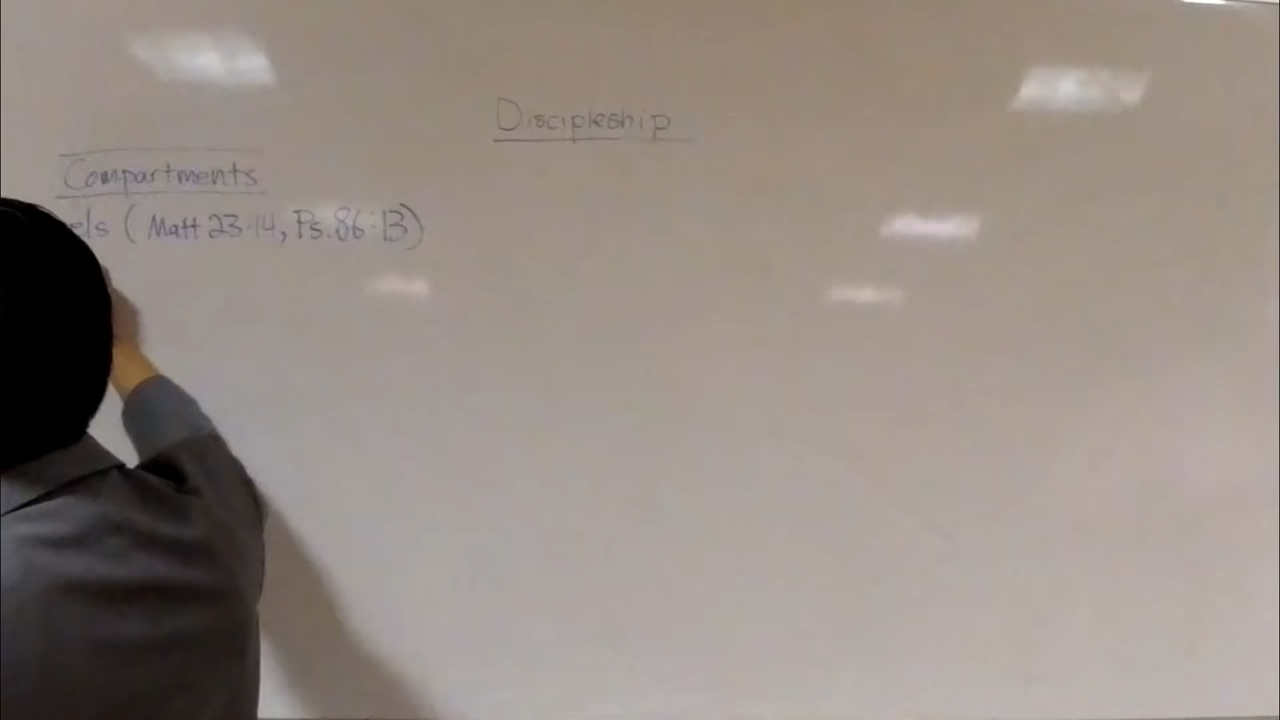 Discipleship
Compartments
els (Matt 23:14, Ps. 86:13)